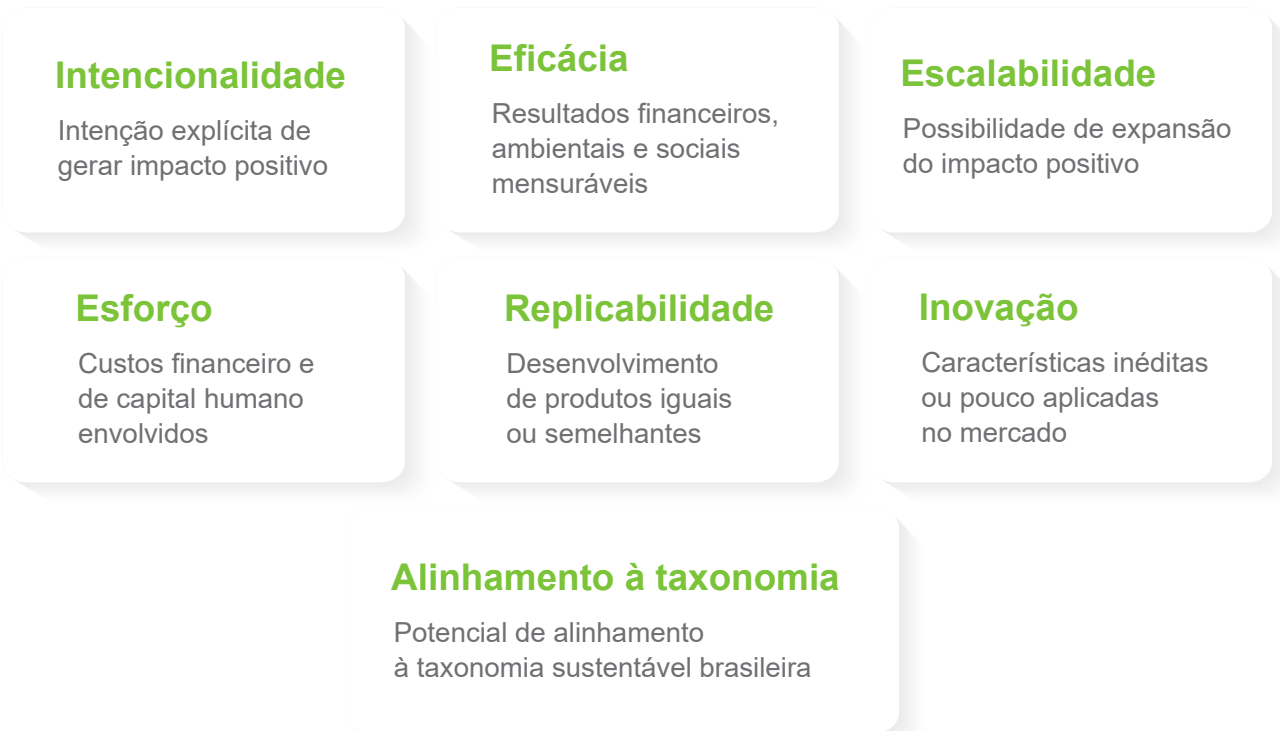 Intencionalidade
Intenção explícita de
gerar impacto positivo
Eficácia
Resultados financeiros,
ambientais e sociais
mensuráveis
Escalabilidade
Possibilidade de expansão
do impacto positivo
Esforço
Custos financeiro e
de capital humano
envolvidos
Replicabilidade
Desenvolvimento
de produtos iguais
ou semelhantes
Inovação
Características inéditas
ou pouco aplicadas
no mercado
Alinhamento à taxonomia
Potencial de alinhamento
à taxonomia sustentável brasileira